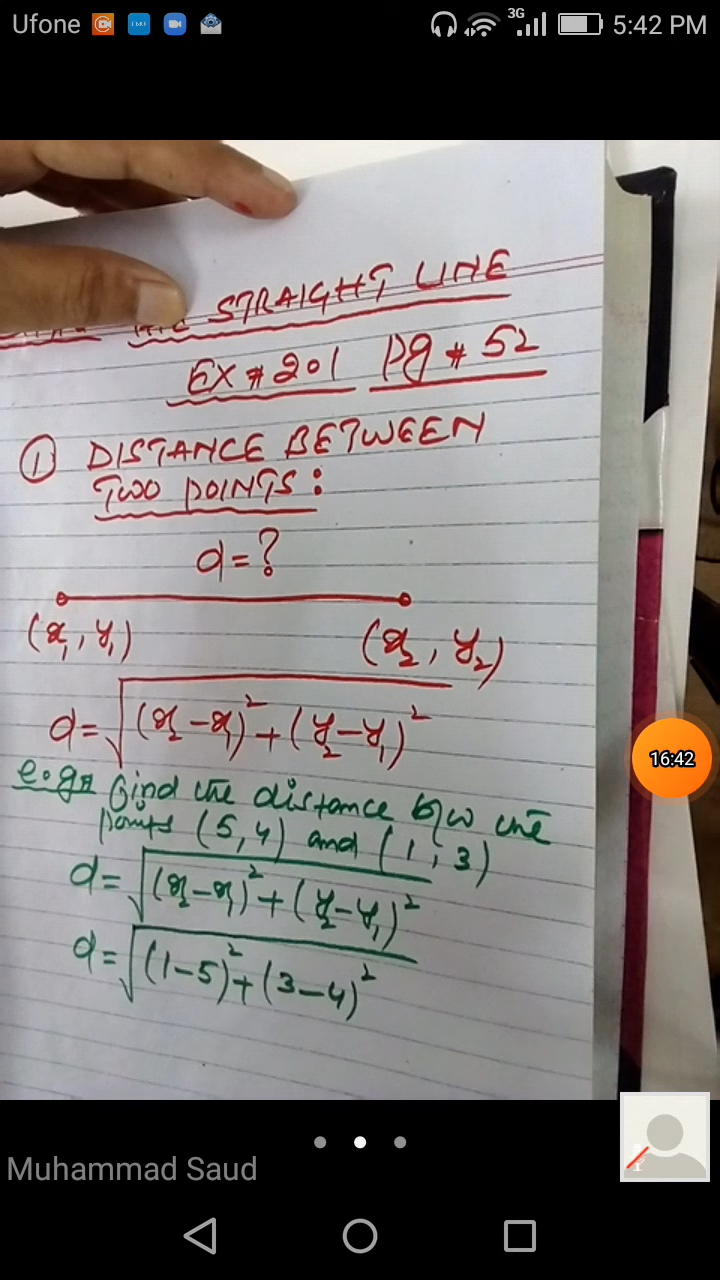 Ufone 3G 5:42 PM
THE STRAIGHT LINE
EX # 201 Pg # 52
① DISTANCE BETWEEN
TWO POINTS:
d=?
(x₁, y₁) (x₂, y₂)
d=√(x₂-x₁)²+(y₂-y₁)²
16:42
e.g# Find the distance b/w the
points (5,4) and (1,3)
d=√(x₂-x₁)²+(y₂-y₁)²
d=√(1-5)²+(3-4)²
Muhammad Saud